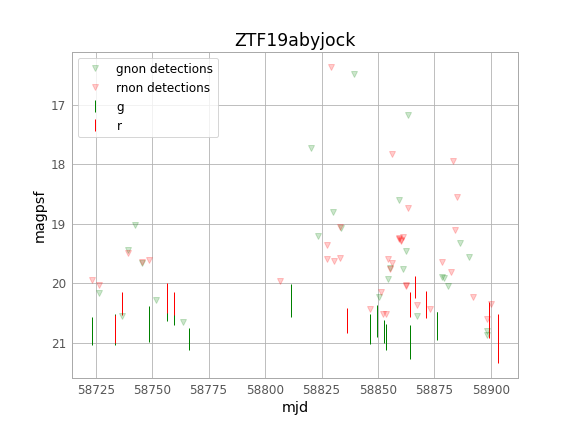 ZTF19abyjock
gnon detections
rnon detections
g
r
magpsf
17
18
19
20
21
58725 58750 58775 58800 58825 58850 58875 58900
mjd